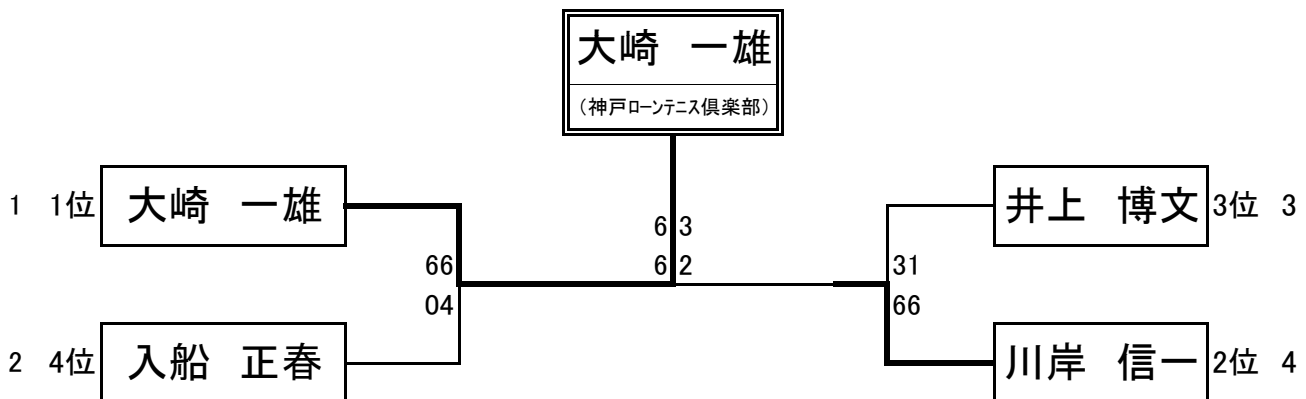 大崎 一雄
(神戸ローンテニス倶楽部)
1 1位 大崎 一雄
井上 博文 3位 3
6 3
66
6 2
31
04
66
2 4位 入船 正春
川岸 信一 2位 4